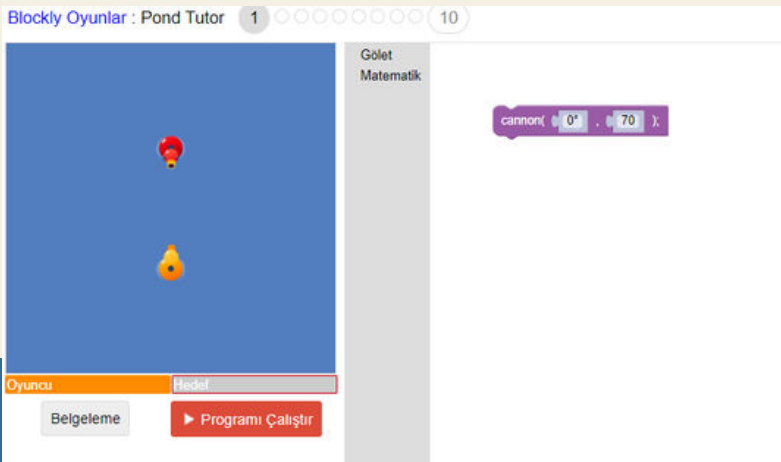 Blockly Oyunlar : Pond Tutor 1 10
Gölet
Matematik
cannon( 0° , 70 );
Oyuncu
Hedef
Belgeleme
Programı Çalıştır